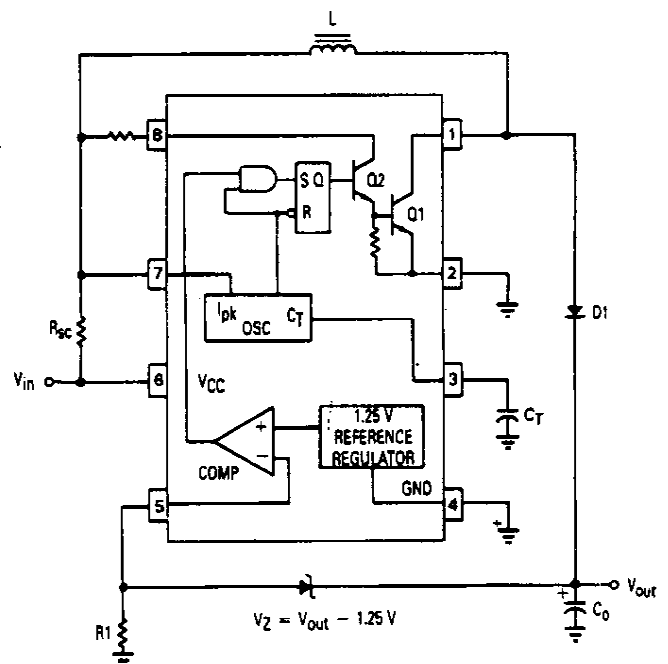 L
8
1
S Q
Q2
R
Q1
7
2
Ipk
CT
OSC
D1
RSC
Vin
6
VCC
3
CT
1.25 V
REFERENCE
REGULATOR
+
−
COMP
GND
5
4
+
+
Vout
CO
R1
VZ = Vout − 1.25 V